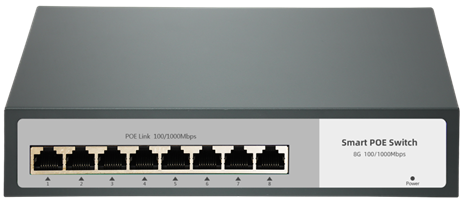 POE Link 100/1000Mbps
1 2 3 4 5 6 7 8
Smart POE Switch
8G 100/1000Mbps
Power